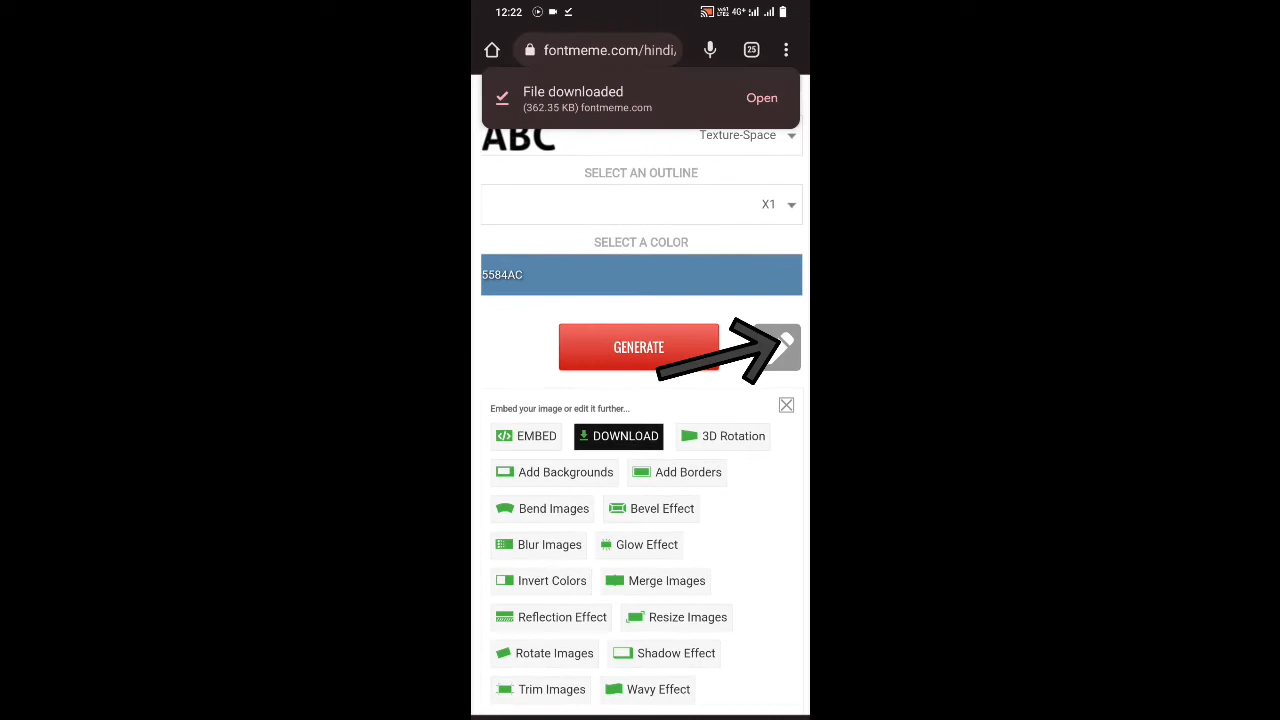 12:22
VoWiFi LTE2 4G+
fontmeme.com/hindi/
25
File downloaded
Open
(362.35 KB) fontmeme.com
ABC
Texture-Space
SELECT AN OUTLINE
X1
SELECT A COLOR
5584AC
GENERATE
Embed your image or edit it further...
EMBED DOWNLOAD 3D Rotation
Add Backgrounds Add Borders
Bend Images Bevel Effect
Blur Images Glow Effect
Invert Colors Merge Images
Reflection Effect Resize Images
Rotate Images Shadow Effect
Trim Images Wavy Effect